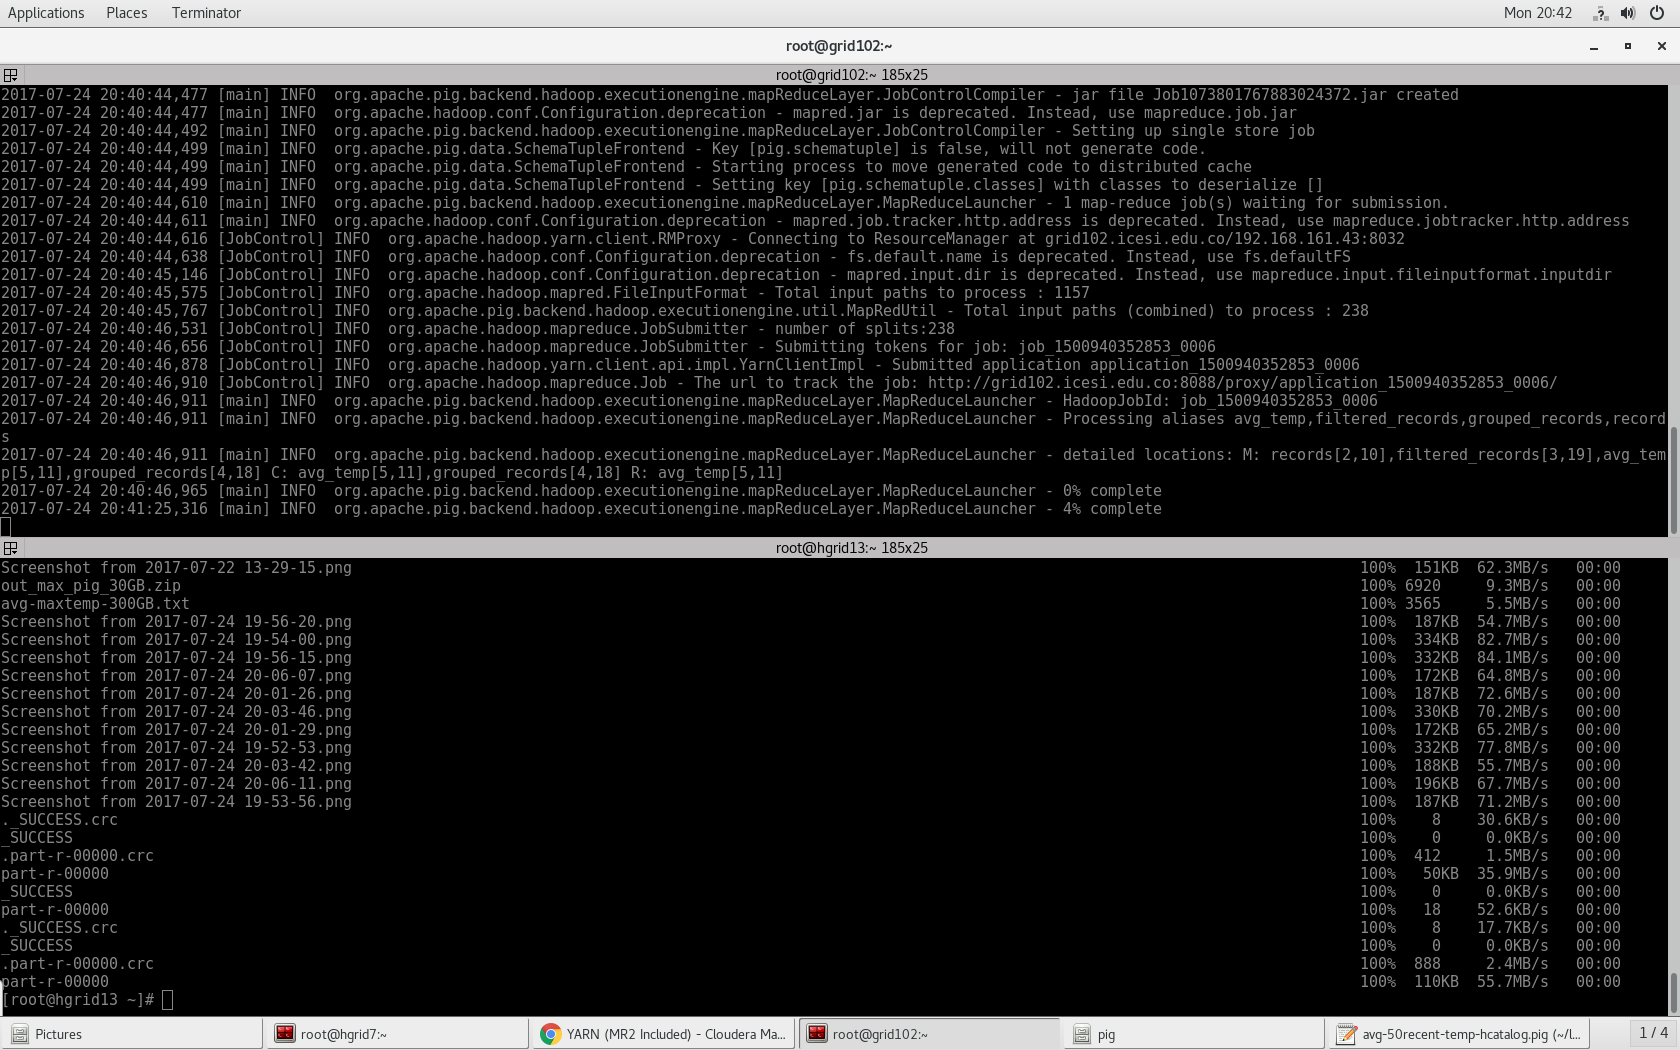 Applications Places Terminator Mon 20:42
root@grid102:~
root@grid102:~ 185x25
2017-07-24 20:40:44,477 [main] INFO  org.apache.pig.backend.hadoop.executionengine.mapReduceLayer.JobControlCompiler - jar file Job1073801767883024372.jar created
2017-07-24 20:40:44,477 [main] INFO  org.apache.hadoop.conf.Configuration.deprecation - mapred.jar is deprecated. Instead, use mapreduce.job.jar
2017-07-24 20:40:44,492 [main] INFO  org.apache.pig.backend.hadoop.executionengine.mapReduceLayer.JobControlCompiler - Setting up single store job
2017-07-24 20:40:44,499 [main] INFO  org.apache.pig.data.SchemaTupleFrontend - Key [pig.schematuple] is false, will not generate code.
2017-07-24 20:40:44,499 [main] INFO  org.apache.pig.data.SchemaTupleFrontend - Starting process to move generated code to distributed cache
2017-07-24 20:40:44,499 [main] INFO  org.apache.pig.data.SchemaTupleFrontend - Setting key [pig.schematuple.classes] with classes to deserialize []
2017-07-24 20:40:44,610 [main] INFO  org.apache.pig.backend.hadoop.executionengine.mapReduceLayer.MapReduceLauncher - 1 map-reduce job(s) waiting for submission.
2017-07-24 20:40:44,611 [main] INFO  org.apache.hadoop.conf.Configuration.deprecation - mapred.job.tracker.http.address is deprecated. Instead, use mapreduce.jobtracker.http.address
2017-07-24 20:40:44,616 [JobControl] INFO  org.apache.hadoop.yarn.client.RMProxy - Connecting to ResourceManager at grid102.icesi.edu.co/192.168.161.43:8032
2017-07-24 20:40:44,638 [JobControl] INFO  org.apache.hadoop.conf.Configuration.deprecation - fs.default.name is deprecated. Instead, use fs.defaultFS
2017-07-24 20:40:45,146 [JobControl] INFO  org.apache.hadoop.conf.Configuration.deprecation - mapred.input.dir is deprecated. Instead, use mapreduce.input.fileinputformat.inputdir
2017-07-24 20:40:45,575 [JobControl] INFO  org.apache.hadoop.mapred.FileInputFormat - Total input paths to process : 1157
2017-07-24 20:40:45,767 [JobControl] INFO  org.apache.pig.backend.hadoop.executionengine.util.MapRedUtil - Total input paths (combined) to process : 238
2017-07-24 20:40:46,531 [JobControl] INFO  org.apache.hadoop.mapreduce.JobSubmitter - number of splits:238
2017-07-24 20:40:46,656 [JobControl] INFO  org.apache.hadoop.mapreduce.JobSubmitter - Submitting tokens for job: job_1500940352853_0006
2017-07-24 20:40:46,878 [JobControl] INFO  org.apache.hadoop.yarn.client.api.impl.YarnClientImpl - Submitted application application_1500940352853_0006
2017-07-24 20:40:46,910 [JobControl] INFO  org.apache.hadoop.mapreduce.Job - The url to track the job: http://grid102.icesi.edu.co:8088/proxy/application_1500940352853_0006/
2017-07-24 20:40:46,911 [main] INFO  org.apache.pig.backend.hadoop.executionengine.mapReduceLayer.MapReduceLauncher - HadoopJobId: job_1500940352853_0006
2017-07-24 20:40:46,911 [main] INFO  org.apache.pig.backend.hadoop.executionengine.mapReduceLayer.MapReduceLauncher - Processing aliases avg_temp,filtered_records,grouped_records,record
s
2017-07-24 20:40:46,911 [main] INFO  org.apache.pig.backend.hadoop.executionengine.mapReduceLayer.MapReduceLauncher - detailed locations: M: records[2,10],filtered_records[3,19],avg_tem
p[5,11],grouped_records[4,18] C: avg_temp[5,11],grouped_records[4,18] R: avg_temp[5,11]
2017-07-24 20:40:46,965 [main] INFO  org.apache.pig.backend.hadoop.executionengine.mapReduceLayer.MapReduceLauncher - 0% complete
2017-07-24 20:41:25,316 [main] INFO  org.apache.pig.backend.hadoop.executionengine.mapReduceLayer.MapReduceLauncher - 4% complete
root@hgrid13:~ 185x25
Screenshot from 2017-07-22 13-29-15.png 100% 151KB 62.3MB/s 00:00
out_max_pig_30GB.zip 100% 6920 9.3MB/s 00:00
avg-maxtemp-300GB.txt 100% 3565 5.5MB/s 00:00
Screenshot from 2017-07-24 19-56-20.png 100% 187KB 54.7MB/s 00:00
Screenshot from 2017-07-24 19-54-00.png 100% 334KB 82.7MB/s 00:00
Screenshot from 2017-07-24 19-56-15.png 100% 332KB 84.1MB/s 00:00
Screenshot from 2017-07-24 20-06-07.png 100% 172KB 64.8MB/s 00:00
Screenshot from 2017-07-24 20-01-26.png 100% 187KB 72.6MB/s 00:00
Screenshot from 2017-07-24 20-03-46.png 100% 330KB 70.2MB/s 00:00
Screenshot from 2017-07-24 20-01-29.png 100% 172KB 65.2MB/s 00:00
Screenshot from 2017-07-24 19-52-53.png 100% 332KB 77.8MB/s 00:00
Screenshot from 2017-07-24 20-03-42.png 100% 188KB 55.7MB/s 00:00
Screenshot from 2017-07-24 20-06-11.png 100% 196KB 67.7MB/s 00:00
Screenshot from 2017-07-24 19-53-56.png 100% 187KB 71.2MB/s 00:00
._SUCCESS.crc 100% 8 30.6KB/s 00:00
_SUCCESS 100% 0 0.0KB/s 00:00
.part-r-00000.crc 100% 412 1.5MB/s 00:00
part-r-00000 100% 50KB 35.9MB/s 00:00
_SUCCESS 100% 0 0.0KB/s 00:00
part-r-00000 100% 18 52.6KB/s 00:00
._SUCCESS.crc 100% 8 17.7KB/s 00:00
_SUCCESS 100% 0 0.0KB/s 00:00
.part-r-00000.crc 100% 888 2.4MB/s 00:00
part-r-00000 100% 110KB 55.7MB/s 00:00
[root@hgrid13 ~]#
Pictures root@hgrid7:~ YARN (MR2 Included) - Cloudera Ma... root@grid102:~ pig avg-50recent-temp-hcatalog.pig (~/l... 1 / 4